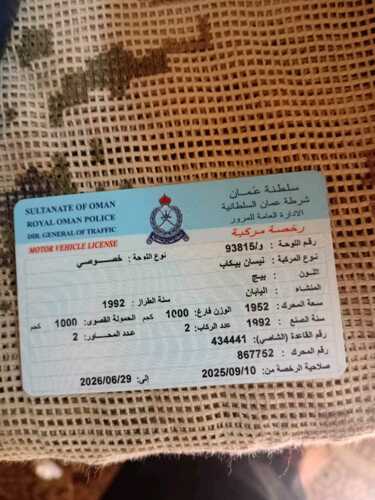 سلطنة عمان
شرطة عمان السلطانية
الادارة العامة للمرور
رخصة مركبة
SULTANATE OF OMAN
ROYAL OMAN POLICE
DIR. GENERAL OF TRAFFIC
MOTOR VEHICLE LICENSE
رقم اللوحة : 93815/د نوع اللوحة : خصوصي
نوع المركبة : نيسان بيكاب
اللون : بيج
المنشاء : اليابان سنة الطراز : 1992
سعة المحرك : 1952 الوزن فارغ: 1000 كجم الحمولة القصوى: 1000 كجم
سنة الصنع : 1992 عدد الركاب: 2 عدد المحاور: 2
رقم القاعدة (الشاصي): 434441
رقم المحرك : 867752
صلاحية الرخصة من: 2025/09/10 إلى: 2026/06/29